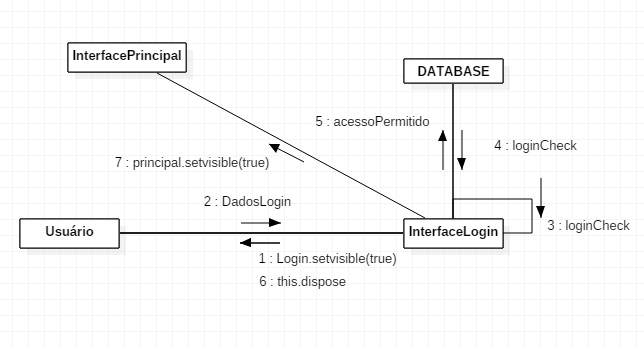 InterfacePrincipal
DATABASE
5 : acessoPermitido
4 : loginCheck
7 : principal.setvisible(true)
2 : DadosLogin
3 : loginCheck
Usuário
InterfaceLogin
1 : Login.setvisible(true)
6 : this.dispose